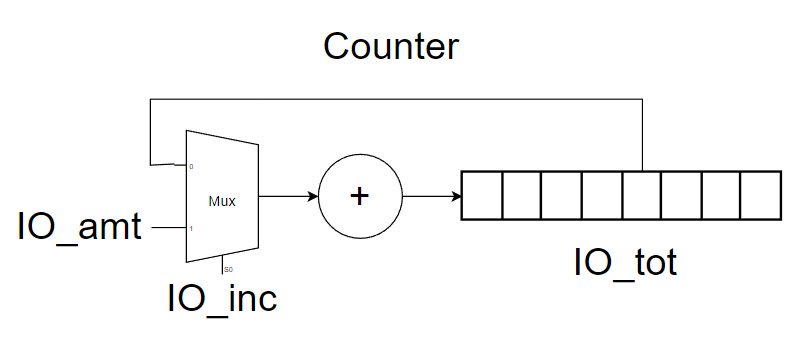 Counter
0
Mux
+
IO_amt
1
S0
IO_inc
IO_tot